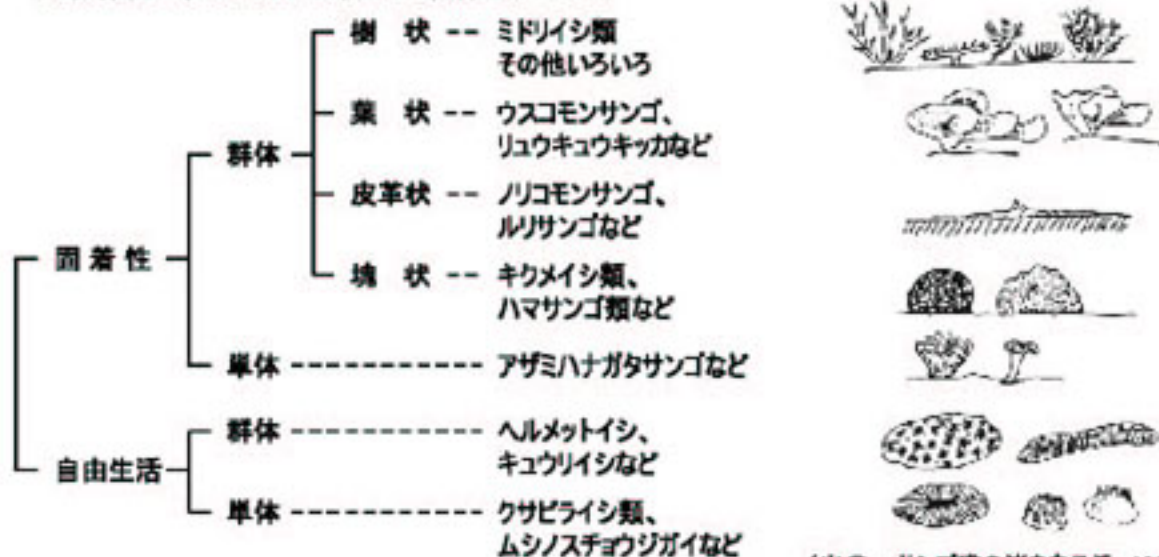 樹 状 -- ミドリイシ類
その他いろいろ
葉 状 -- ウスコモンサンゴ、
リュウキュウキッカなど
群体
皮革状 -- ノリコモンサンゴ、
ルリサンゴなど
固着性
塊 状 -- キクメイシ類、
ハマサンゴ類など
単体 ------------ アザミハナガタサンゴなど
群体 ------------ ヘルメットイシ、
キュウリイシなど
自由生活
単体 ------------ クサビライシ類、
ムシノスチョウジガイなど